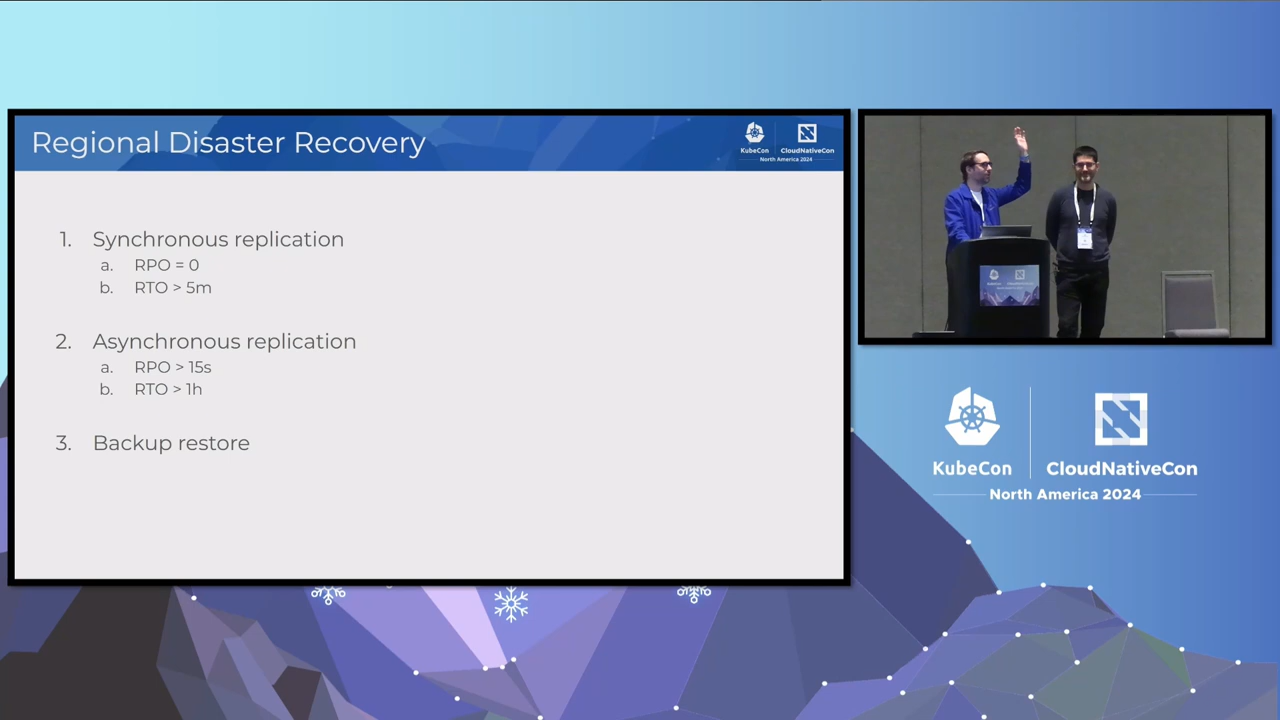 Regional Disaster Recovery
KubeCon
CloudNativeCon
North America 2024
1. Synchronous replication
a. RPO = 0
b. RTO > 5m
2. Asynchronous replication
a. RPO > 15s
b. RTO > 1h
3. Backup restore
KubeCon
CloudNativeCon
North America 2024